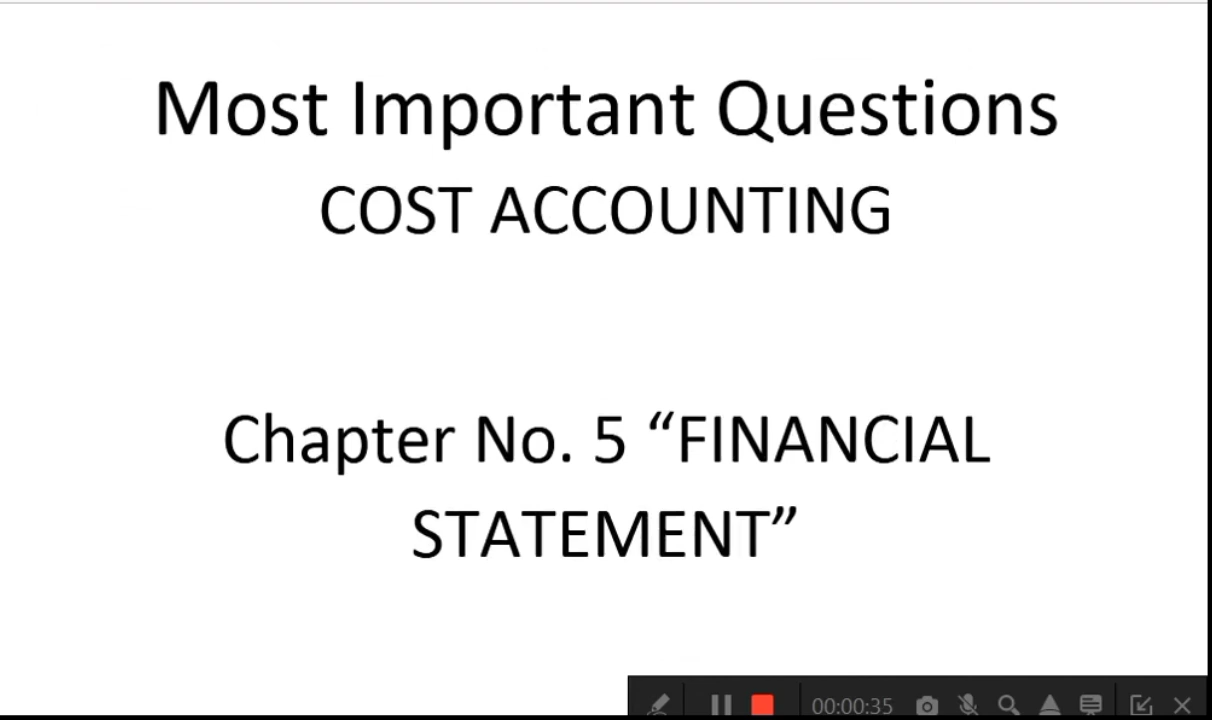 Most Important Questions
COST ACCOUNTING
Chapter No. 5 “FINANCIAL
STATEMENT”
00:00:35